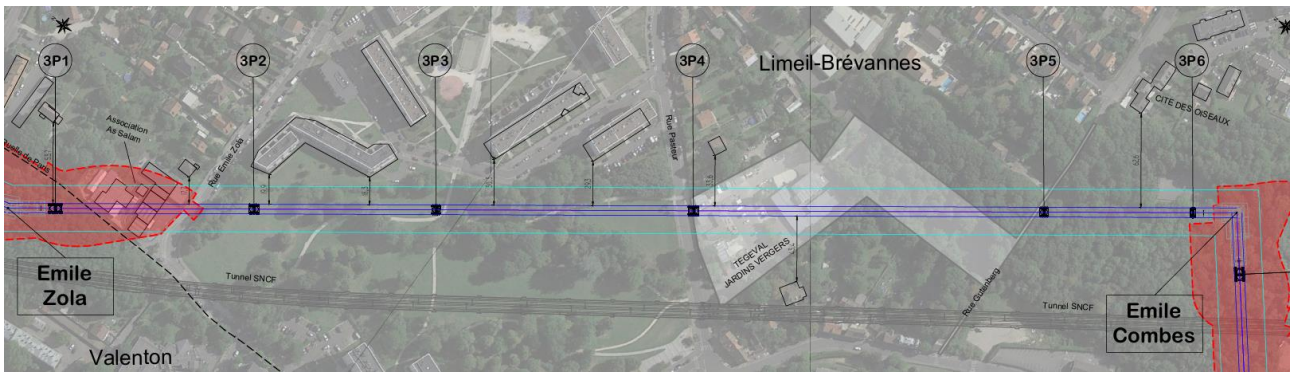 3P1
3P2
3P3
3P4
3P5
3P6
Limeil-Brévannes
CITE DES OISEAUX
Association
As Salam
Rue Emile Zola
Rue Pasteur
TEGEVAL
JARDINS VERGERS
Rue Gutenberg
Tunnel SNCF
Tunnel SNCF
Emile
Zola
Emile
Combes
Valenton